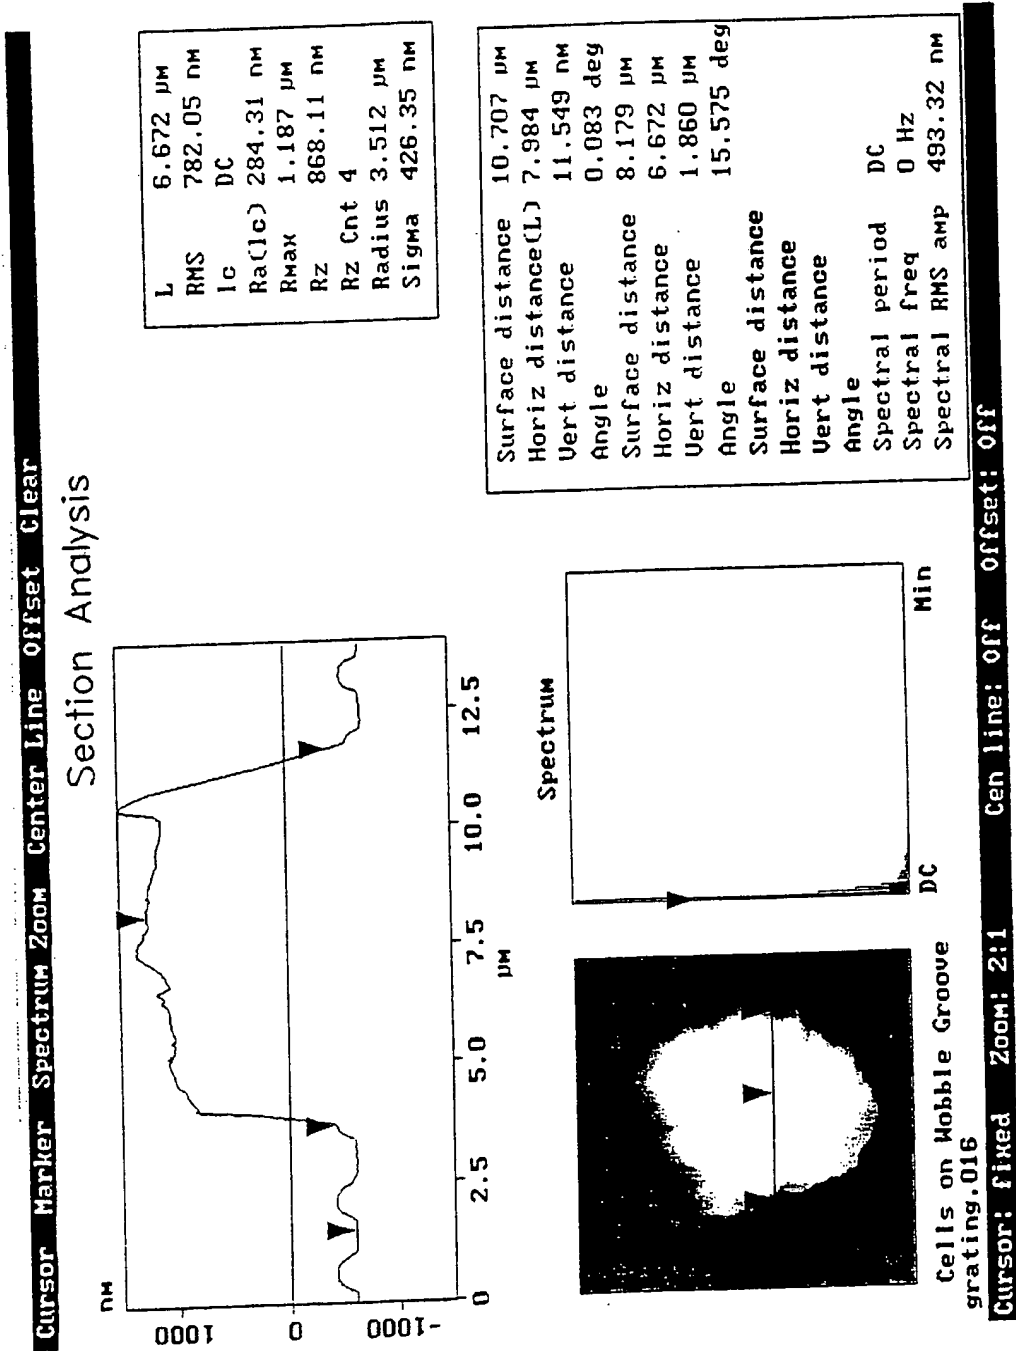 Cursor Marker Spectrum Zoom Center Line Offset Clear
Section Analysis
nM
1000
0
-1000
0
2.5
5.0
7.5
10.0
12.5
µM
L 6.672 µM
RMS 782.05 nM
lc DC
Ra(lc) 284.31 nM
Rmax 1.187 µM
Rz 868.11 nM
Rz Cnt 4
Radius 3.512 µM
Sigma 426.35 nM
Surface distance 10.707 µM
Horiz distance(L) 7.984 µM
Vert distance 11.549 nM
Angle 0.083 deg
Surface distance 8.179 µM
Horiz distance 6.672 µM
Vert distance 1.860 µM
Angle 15.575 deg
Surface distance
Horiz distance
Vert distance
Angle
Spectral period DC
Spectral freq 0 Hz
Spectral RMS amp 493.32 nM
Spectrum
DC
Min
Cells on Wobble Groove
grating.016
Cursor: fixed Zoom: 2:1 Cen line: Off Offset: Off